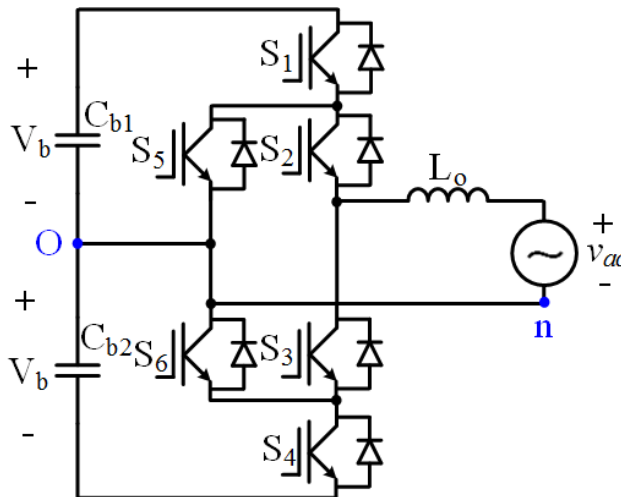 +
S1
Cb1
Vb
S5
S2
-
Lo
O
+
vac
-
n
+
Cb2
Vb
S6
S3
-
S4